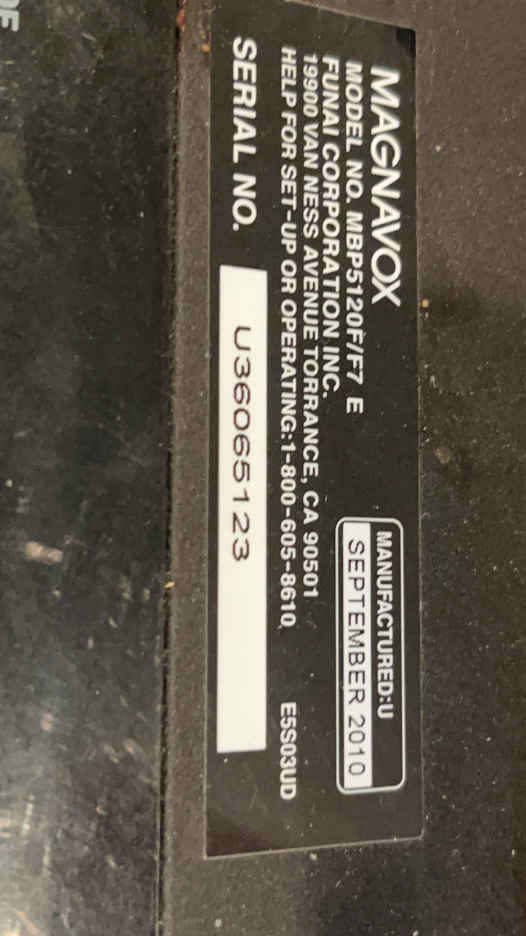 MAGNAVOX
MODEL NO. MBP5120F/F7 E
FUNAI CORPORATION INC.
19900 VAN NESS AVENUE TORRANCE, CA 90501
HELP FOR SET-UP OR OPERATING:1-800-605-8610
MANUFACTURED:U
SEPTEMBER 2010
E5S03UD
SERIAL NO.
U36065123